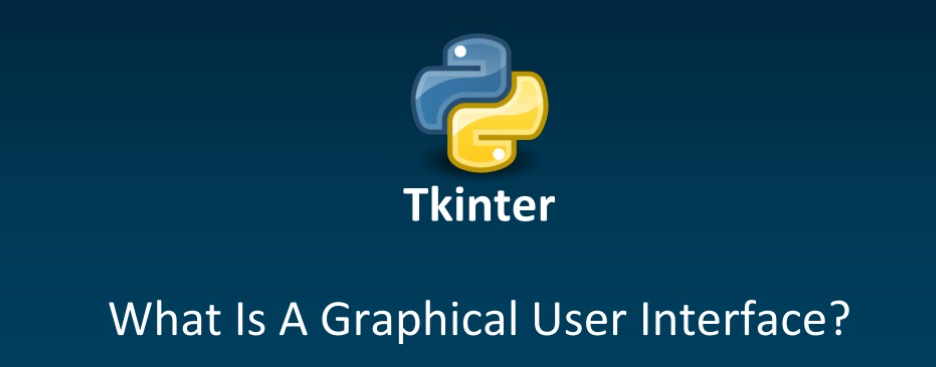 Tkinter
What Is A Graphical User Interface?